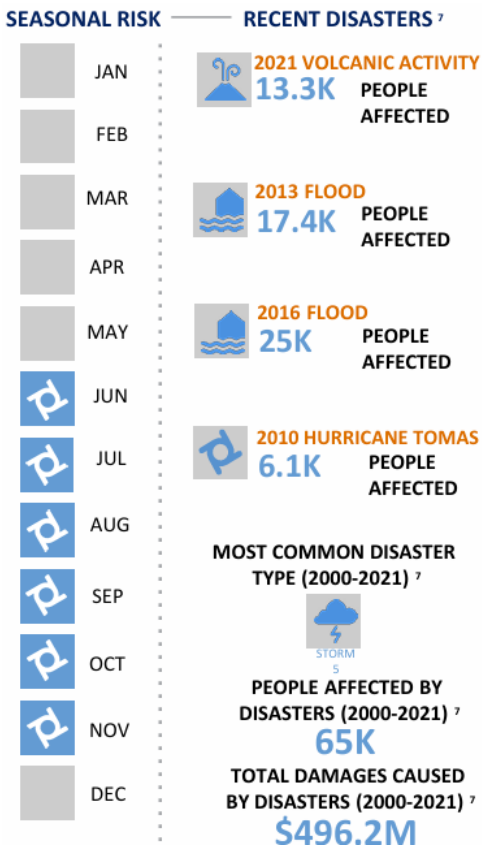 SEASONAL RISK
RECENT DISASTERS 7
JAN
FEB
MAR
APR
MAY
JUN
JUL
AUG
SEP
OCT
NOV
DEC
2021 VOLCANIC ACTIVITY
13.3K PEOPLE
AFFECTED
2013 FLOOD
17.4K PEOPLE
AFFECTED
2016 FLOOD
25K PEOPLE
AFFECTED
2010 HURRICANE TOMAS
6.1K PEOPLE
AFFECTED
MOST COMMON DISASTER
TYPE (2000-2021) 7
STORM
5
PEOPLE AFFECTED BY
DISASTERS (2000-2021) 7
65K
TOTAL DAMAGES CAUSED
BY DISASTERS (2000-2021) 7
$496.2M